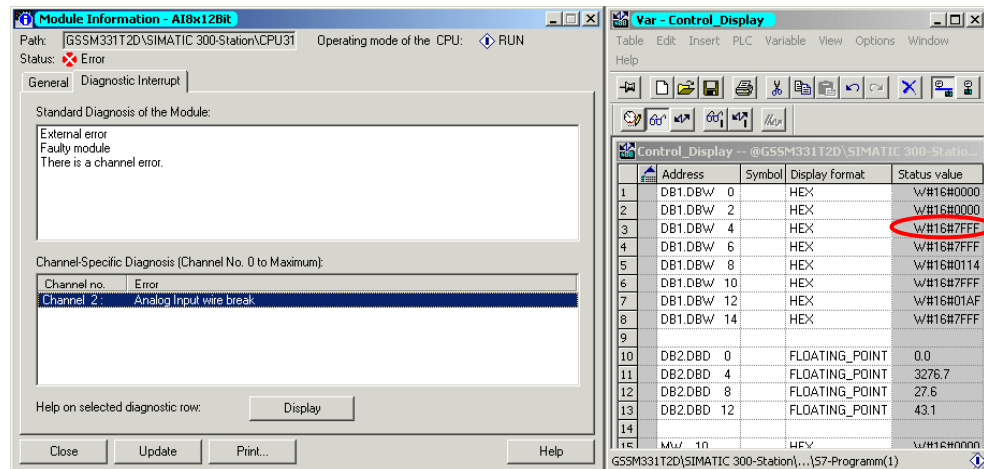 Module Information - AI8x12Bit
Path: GSSM331T2D\SIMATIC 300-Station\CPU31 Operating mode of the CPU: RUN
Status: Error
General Diagnostic Interrupt
Standard Diagnosis of the Module:
External error
Faulty module
There is a channel error.
Channel-Specific Diagnosis (Channel No. 0 to Maximum):
Channel no. Error
Channel 2 : Analog Input wire break
Help on selected diagnostic row: Display
Close Update Print... Help
Var - Control_Display
Table Edit Insert PLC Variable View Options Window
Help
Control_Display -- @GSSM331T2D\SIMATIC 300-Statio...
Address Symbol Display format Status value
1 DB1.DBW 0 HEX W#16#0000
2 DB1.DBW 2 HEX W#16#0000
3 DB1.DBW 4 HEX W#16#7FFF
4 DB1.DBW 6 HEX W#16#7FFF
5 DB1.DBW 8 HEX W#16#0114
6 DB1.DBW 10 HEX W#16#7FFF
7 DB1.DBW 12 HEX W#16#01AF
8 DB1.DBW 14 HEX W#16#7FFF
9
10 DB2.DBD 0 FLOATING_POINT 0.0
11 DB2.DBD 4 FLOATING_POINT 3276.7
12 DB2.DBD 8 FLOATING_POINT 27.6
13 DB2.DBD 12 FLOATING_POINT 43.1
14
15 MW 10 HEX W#16#0000
GSSM331T2D\SIMATIC 300-Station\...\S7-Programm(1)